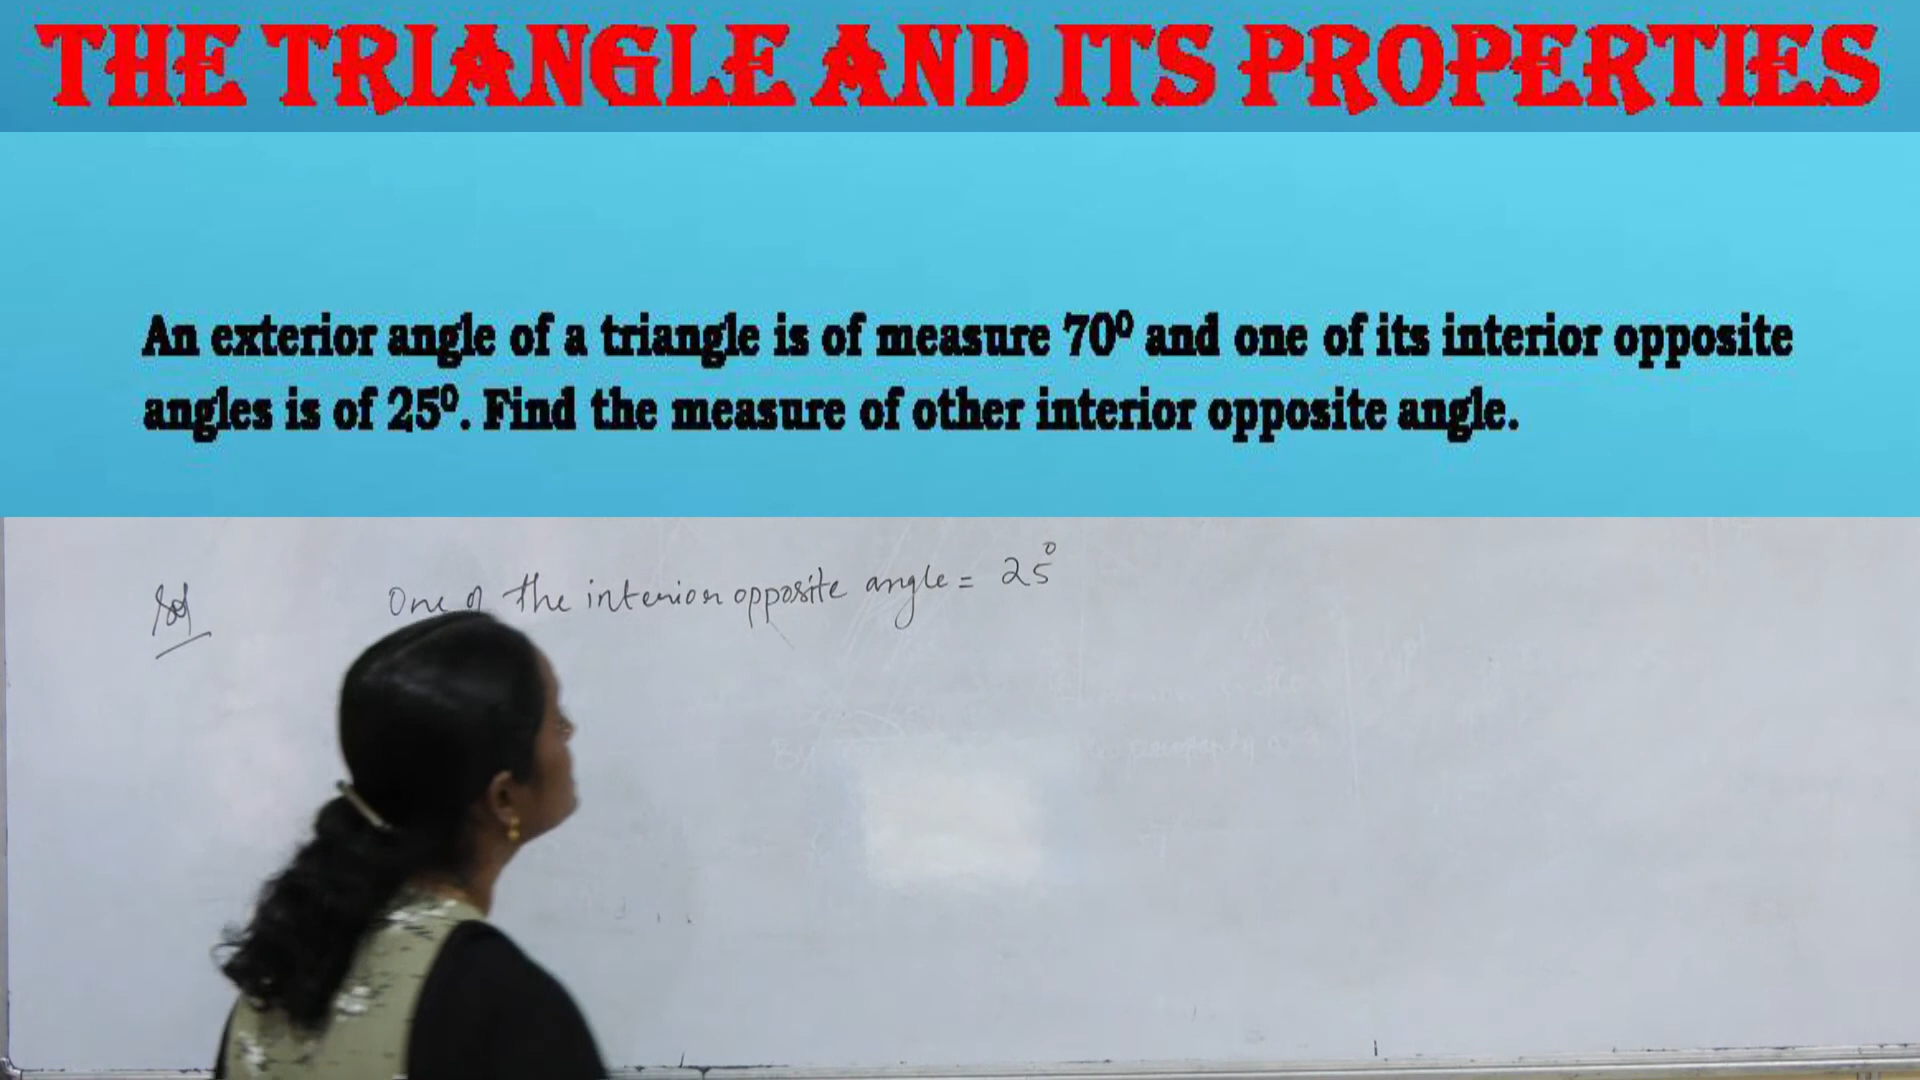 THE TRIANGLE AND ITS PROPERTIES
An exterior angle of a triangle is of measure 70⁰ and one of its interior opposite
angles is of 25⁰. Find the measure of other interior opposite angle.
Sol One of the interior opposite angle = 25°